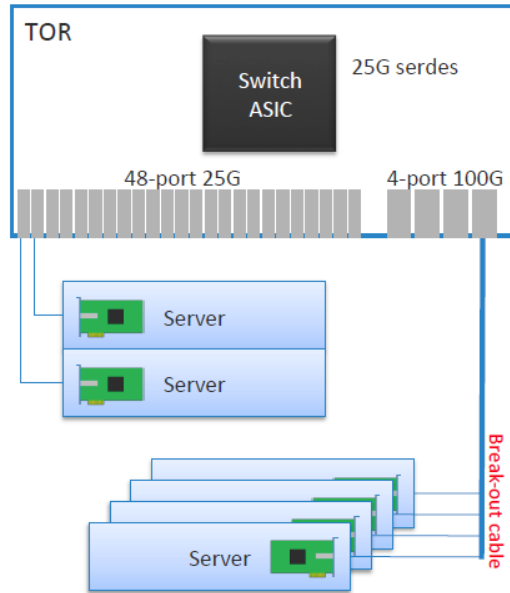 TOR
Switch
ASIC
25G serdes
48-port 25G
4-port 100G
Server
Server
Server
Break-out cable